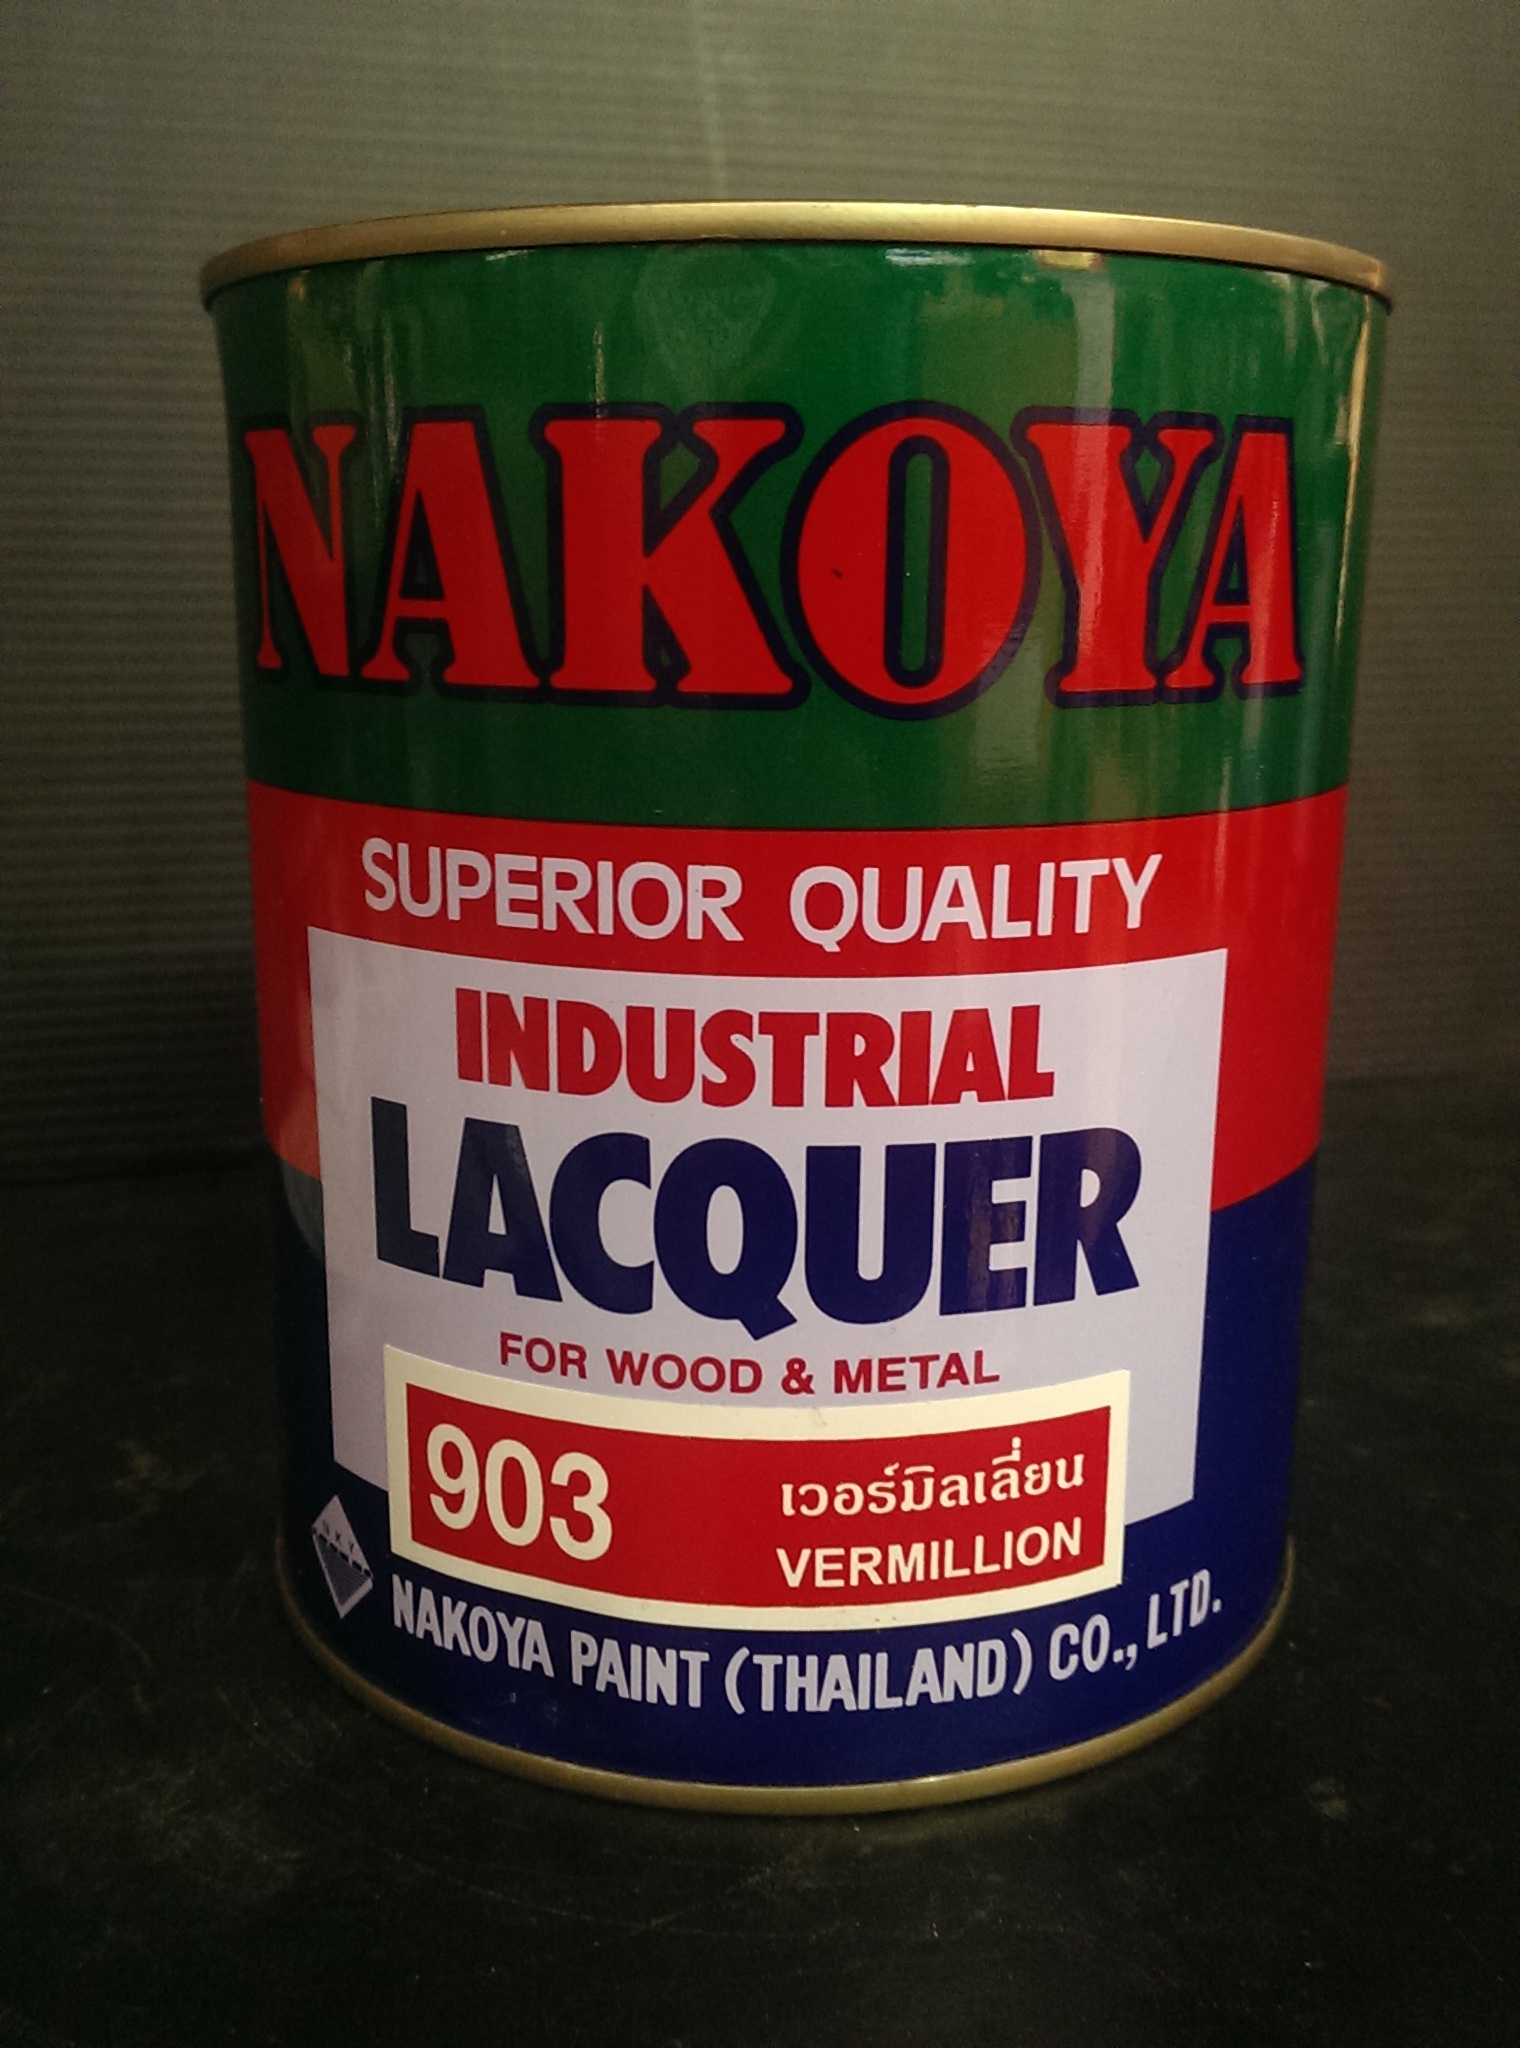 NAKOYA
SUPERIOR QUALITY
INDUSTRIAL
LACQUER
FOR WOOD & METAL
903
เวอร์มิลเลี่ยน
VERMILLION
NKY
NAKOYA PAINT (THAILAND) CO., LTD.